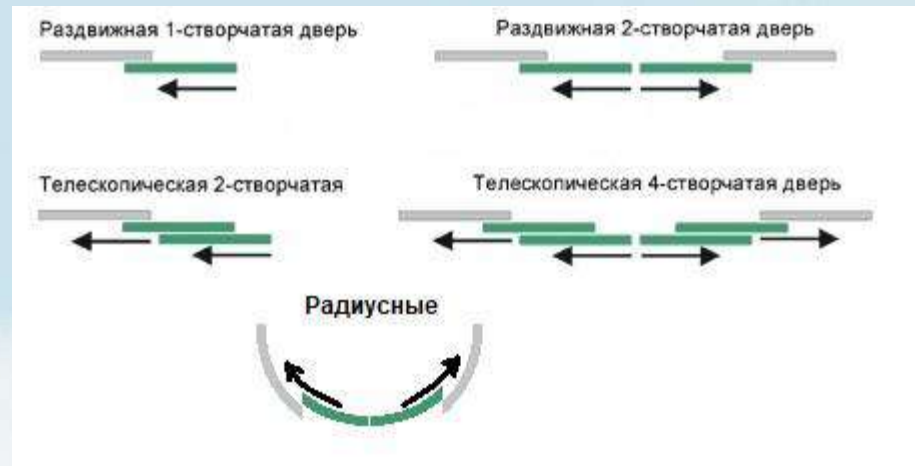 Раздвижная 1-створчатая дверь
Раздвижная 2-створчатая дверь
Телескопическая 2-створчатая
Телескопическая 4-створчатая дверь
Радиусные